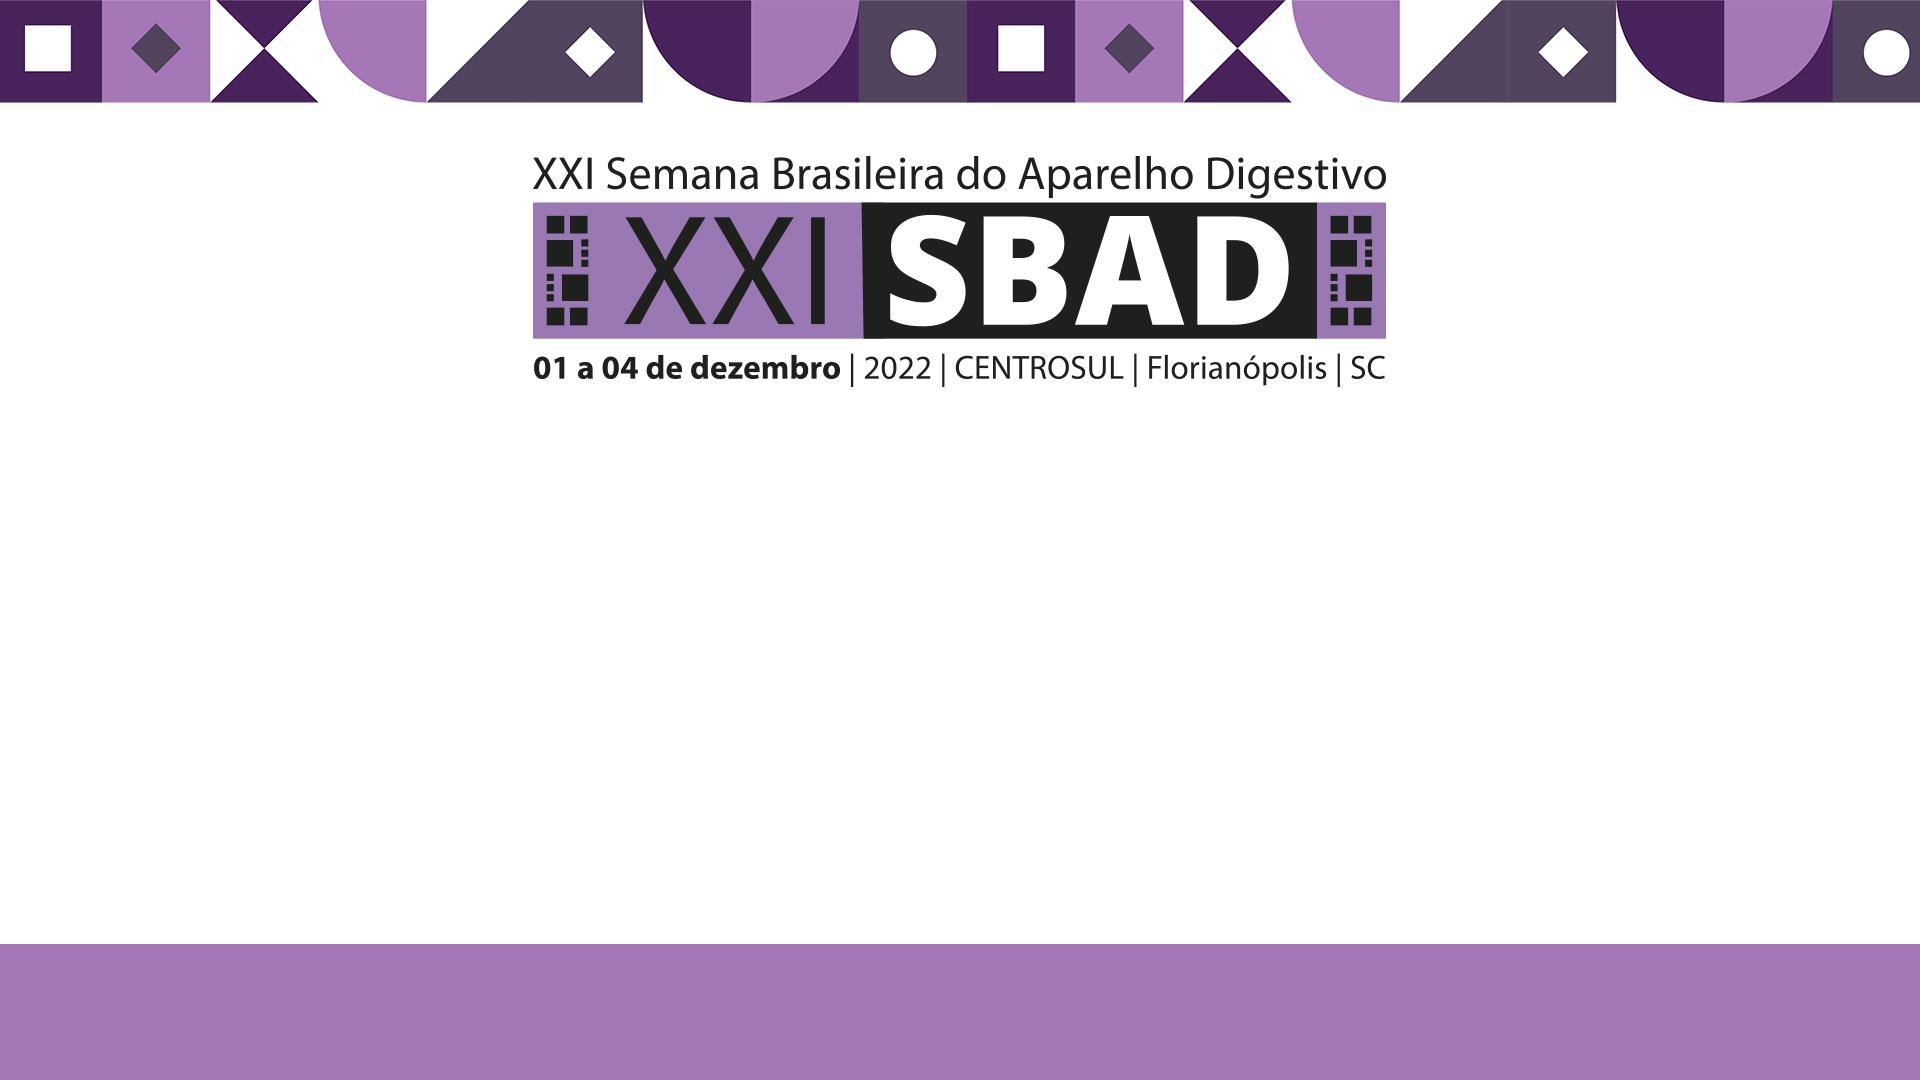 XXI Semana Brasileira do Aparelho Digestivo
XXI SBAD
01 a 04 de dezembro | 2022 | CENTROSUL | Florianópolis | SC